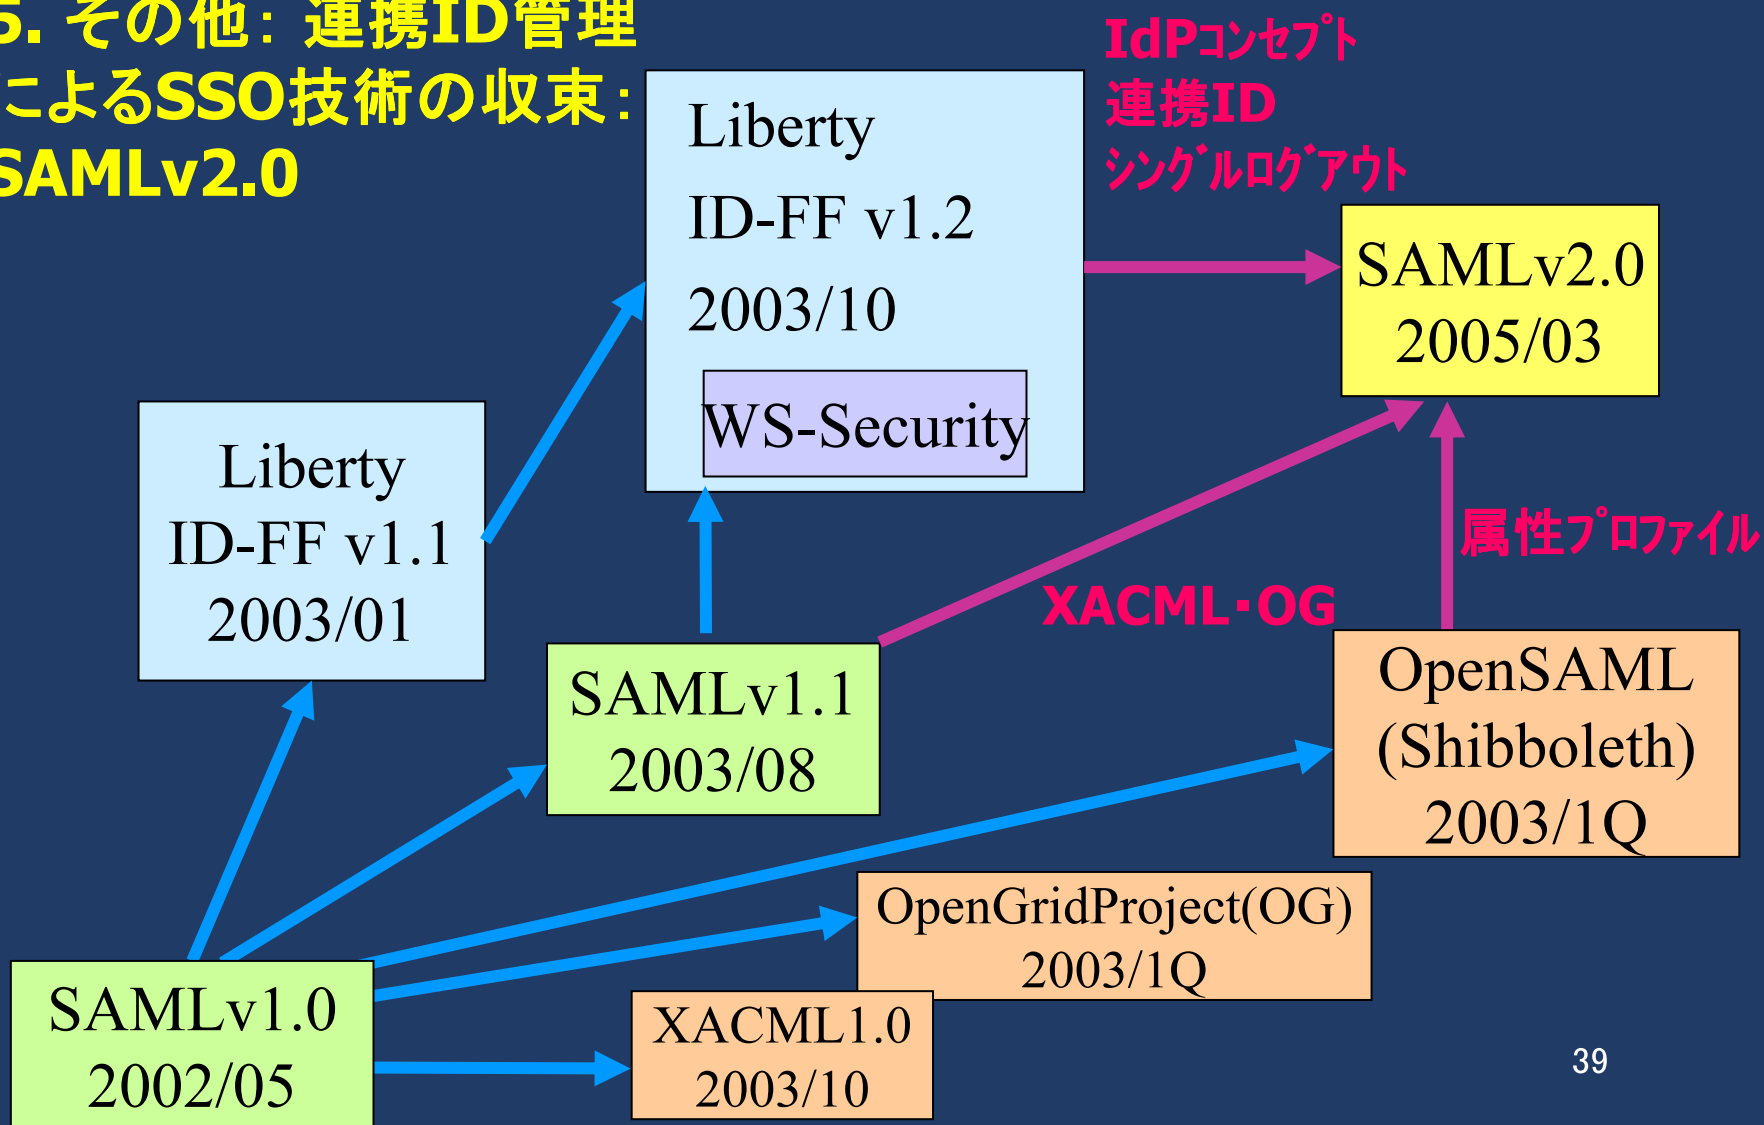 5. その他: 連携ID管理
によるSSO技術の収束:
SAMLv2.0
IdPコンセプト
連携ID
シングルログアウト
Liberty
ID-FF v1.2
2003/10
WS-Security
SAMLv2.0
2005/03
Liberty
ID-FF v1.1
2003/01
属性プロファイル
XACML・OG
SAMLv1.1
2003/08
OpenSAML
(Shibboleth)
2003/1Q
OpenGridProject(OG)
2003/1Q
SAMLv1.0
2002/05
XACML1.0
2003/10
39